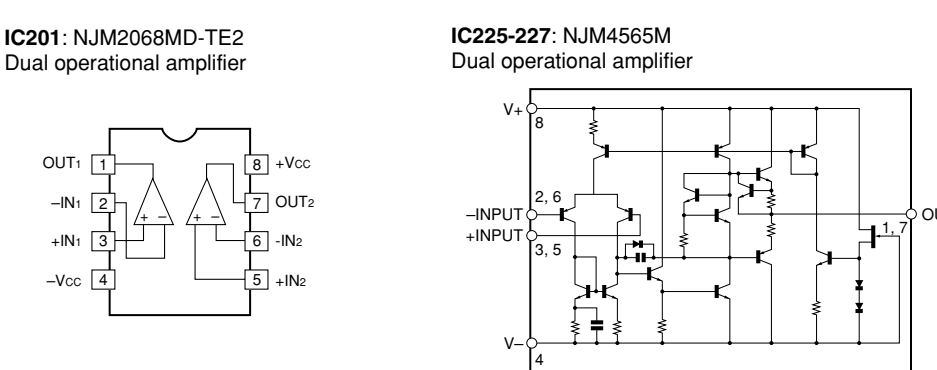 IC201: NJM2068MD-TE2
Dual operational amplifier
OUT1 1
–IN1 2
+IN1 3
–VCC 4
8 +VCC
7 OUT2
6 -IN2
5 +IN2
+ –
+ –
IC225-227: NJM4565M
Dual operational amplifier
V+
8
2, 6
–INPUT
+INPUT
3, 5
OU
1, 7
V–
4